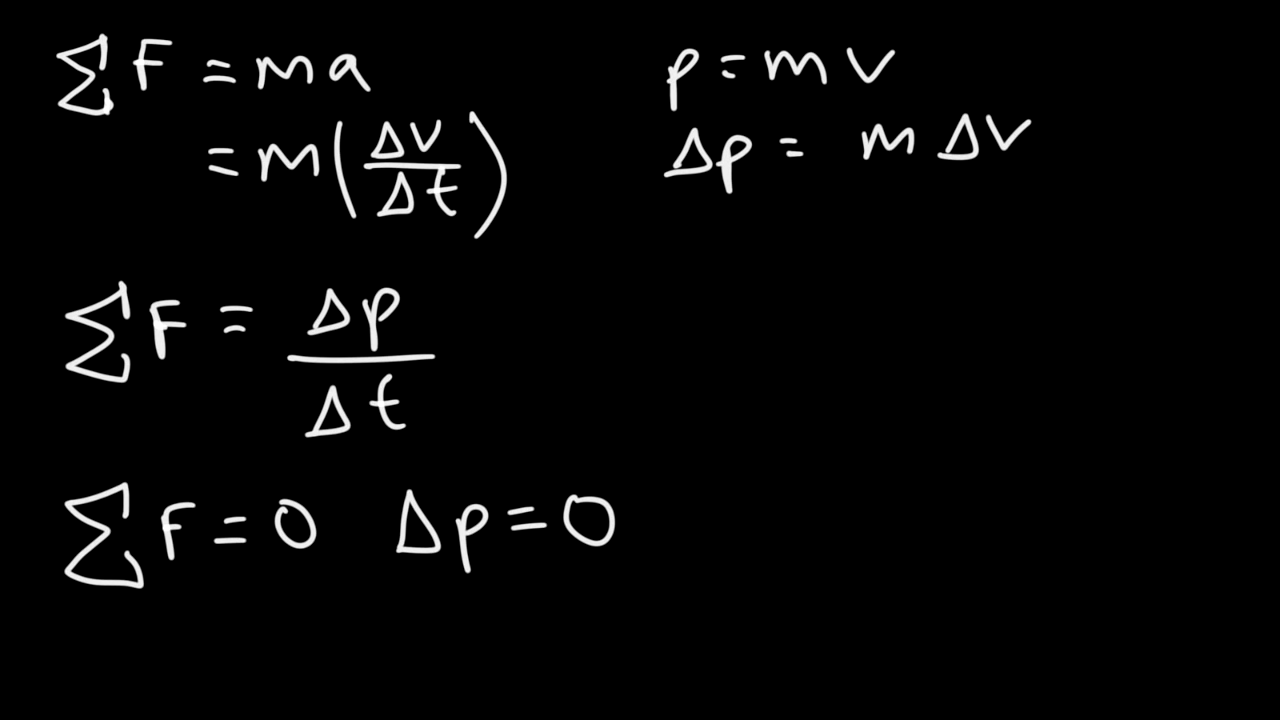 ∑F = ma
= m(Δv/Δt)
p = mv
Δp = mΔv
∑F = Δp/Δt
∑F = 0 Δp = 0